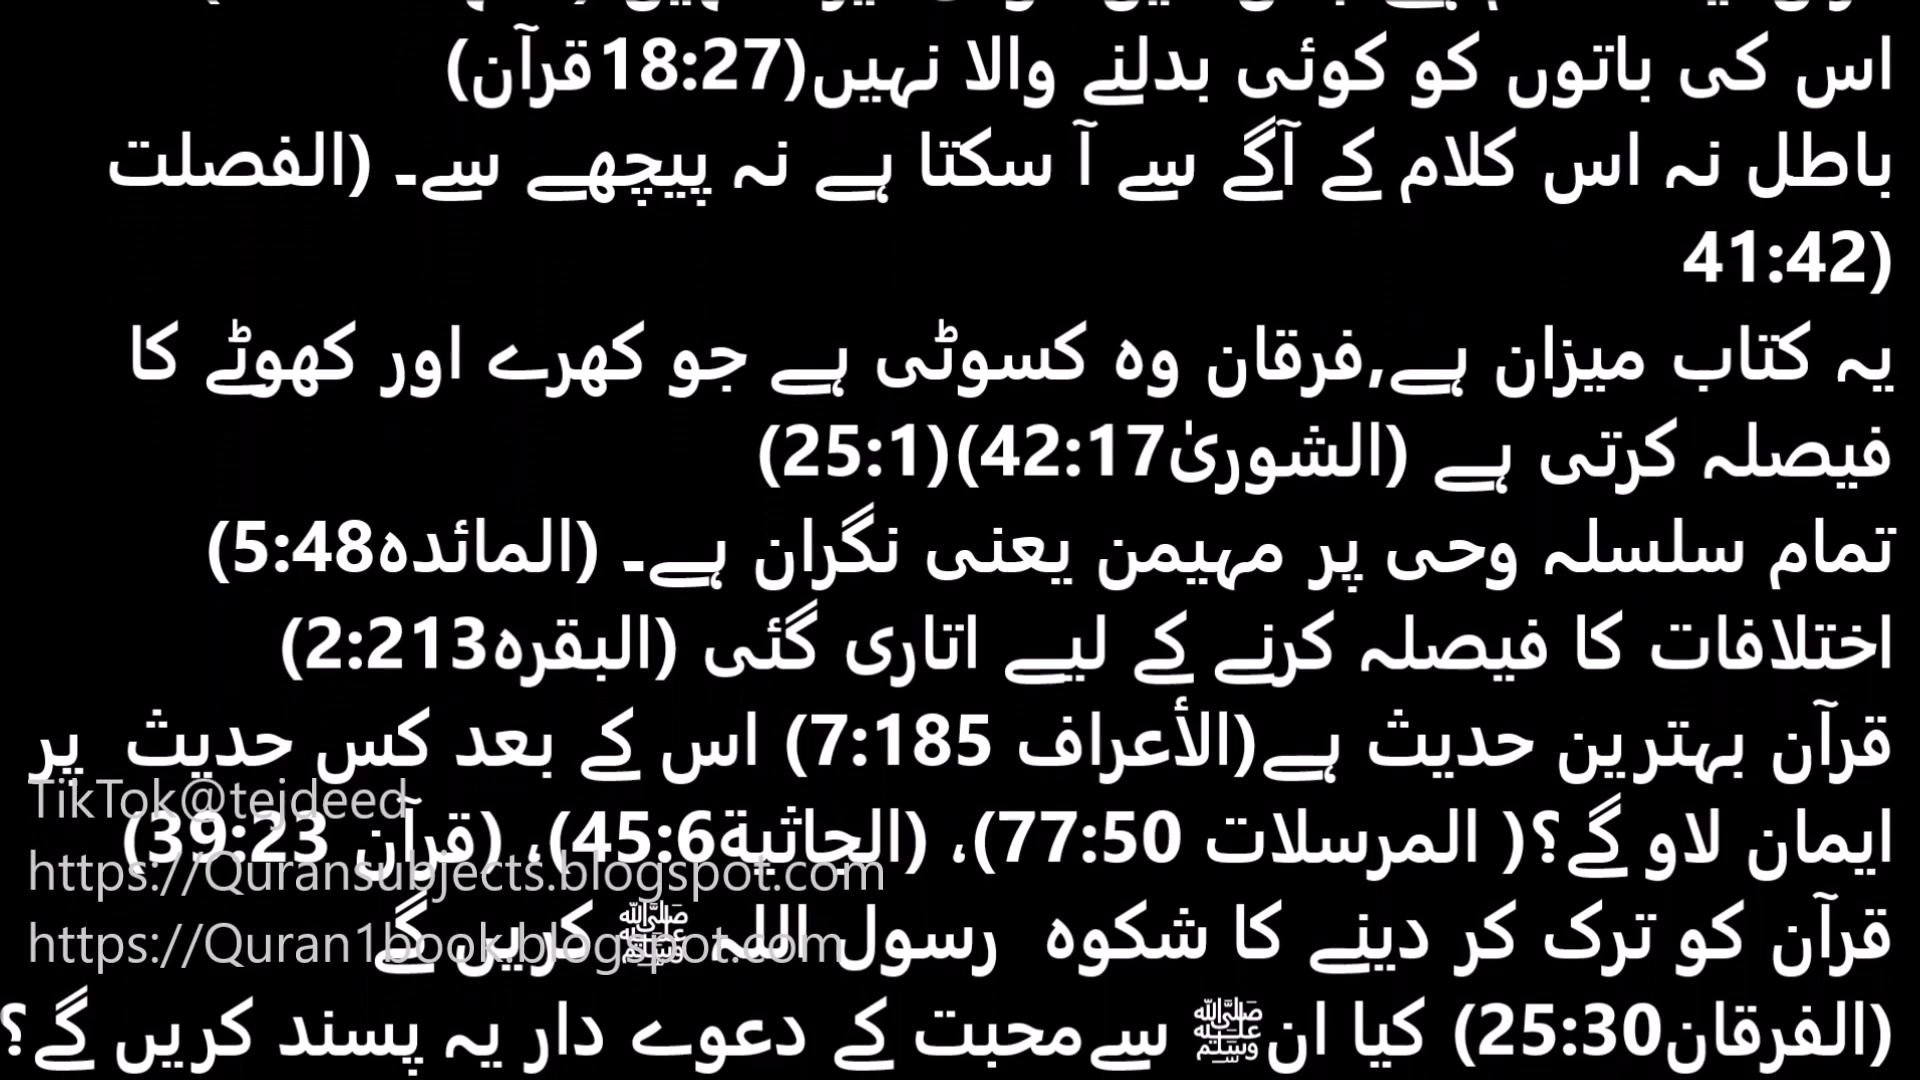 اس کی باتوں کو کوئی بدلنے والا نہیں(18:27قرآن)
باطل نہ اس کلام کے آگے سے آ سکتا ہے نہ پیچھے سے۔ (الفصلت
41:42)
یہ کتاب میزان ہے,فرقان وہ کسوٹی ہے جو کھرے اور کھوٹے کا
فیصلہ کرتی ہے (الشوریٰ42:17)(25:1)
تمام سلسلہ وحی پر مہیمن یعنی نگران ہے۔ (المائدہ5:48)
اختلافات کا فیصلہ کرنے کے لیے اتاری گئی (البقرہ2:213)
قرآن بہترین حدیث ہے(الأعراف 7:185) اس کے بعد کس حدیث پر
ایمان لاو گے؟( المرسلات 77:50)، (الجاثية45:6)، (قرآن 39:23)
قرآن کو ترک کر دینے کا شکوہ رسول اللہ ﷺ کریں گے
(الفرقان25:30) کیا انﷺ سےمحبت کے دعوے دار یہ پسند کریں گے؟
TikTok@tejdeed
https://Quransubjects.blogspot.com
https://Quran1book.blogspot.com